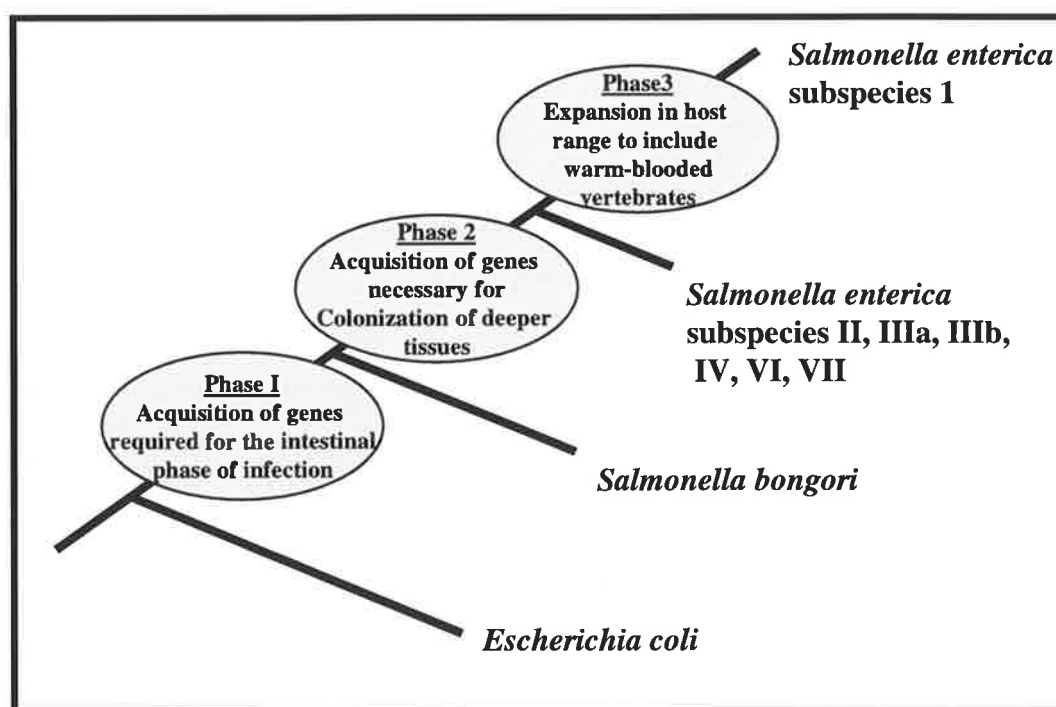 Salmonella enterica
subspecies 1
Phase3
Expansion in host
range to include
warm-blooded
vertebrates
Phase 2
Acquisition of genes
necessary for
Colonization of deeper
tissues
Salmonella enterica
subspecies II, IIIa, IIIb,
IV, VI, VII
Phase I
Acquisition of genes
required for the intestinal
phase of infection
Salmonella bongori
Escherichia coli